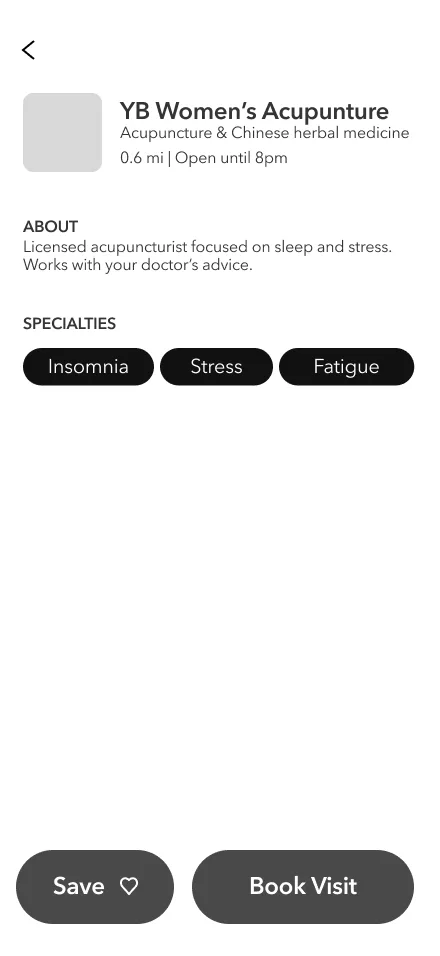 YB Women’s Acupunture
Acupuncture & Chinese herbal medicine
0.6 mi | Open until 8pm
ABOUT
Licensed acupuncturist focused on sleep and stress.
Works with your doctor’s advice.
SPECIALTIES
Insomnia Stress Fatigue
Save Book Visit